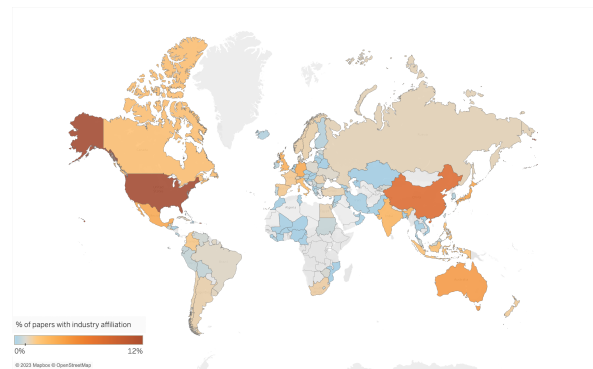 % of papers with industry affiliation
0%
12%
© 2023 Mapbox © OpenStreetMap